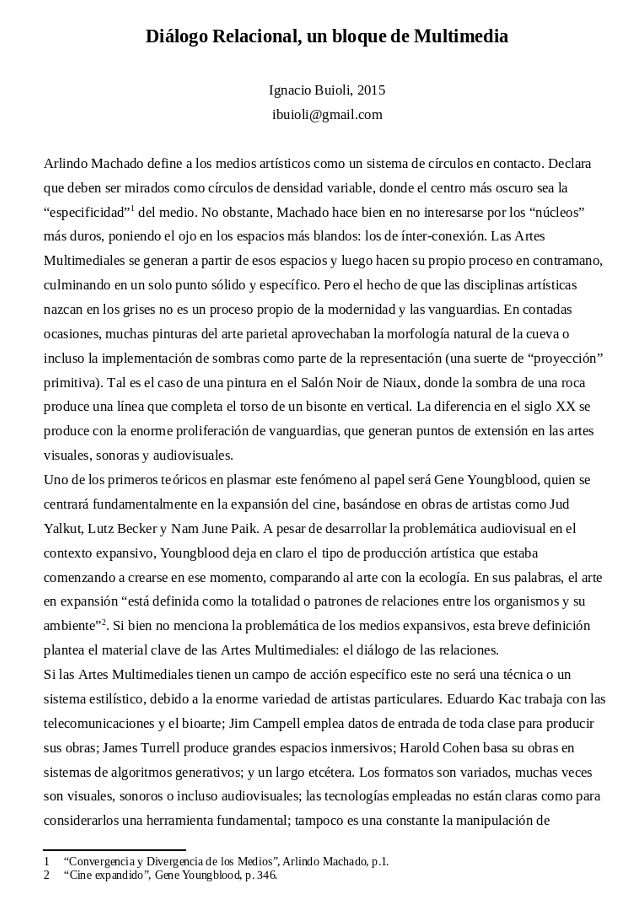 Diálogo Relacional, un bloque de Multimedia
Ignacio Buioli, 2015
ibuioli@gmail.com
Arlindo Machado define a los medios artísticos como un sistema de círculos en contacto. Declara
que deben ser mirados como círculos de densidad variable, donde el centro más oscuro sea la
“especificidad”1 del medio. No obstante, Machado hace bien en no interesarse por los “núcleos”
más duros, poniendo el ojo en los espacios más blandos: los de ínter-conexión. Las Artes
Multimediales se generan a partir de esos espacios y luego hacen su propio proceso en contramano,
culminando en un solo punto sólido y específico. Pero el hecho de que las disciplinas artísticas
nazcan en los grises no es un proceso propio de la modernidad y las vanguardias. En contadas
ocasiones, muchas pinturas del arte parietal aprovechaban la morfología natural de la cueva o
incluso la implementación de sombras como parte de la representación (una suerte de “proyección”
primitiva). Tal es el caso de una pintura en el Salón Noir de Niaux, donde la sombra de una roca
produce una línea que completa el torso de un bisonte en vertical. La diferencia en el siglo XX se
produce con la enorme proliferación de vanguardias, que generan puntos de extensión en las artes
visuales, sonoras y audiovisuales.
Uno de los primeros teóricos en plasmar este fenómeno al papel será Gene Youngblood, quien se
centrará fundamentalmente en la expansión del cine, basándose en obras de artistas como Jud
Yalkut, Lutz Becker y Nam June Paik. A pesar de desarrollar la problemática audiovisual en el
contexto expansivo, Youngblood deja en claro el tipo de producción artística que estaba
comenzando a crearse en ese momento, comparando al arte con la ecología. En sus palabras, el arte
en expansión “está definida como la totalidad o patrones de relaciones entre los organismos y su
ambiente”2. Si bien no menciona la problemática de los medios expansivos, esta breve definición
plantea el material clave de las Artes Multimediales: el diálogo de las relaciones.
Si las Artes Multimediales tienen un campo de acción específico este no será una técnica o un
sistema estilístico, debido a la enorme variedad de artistas particulares. Eduardo Kac trabaja con las
telecomunicaciones y el bioarte; Jim Campell emplea datos de entrada de toda clase para producir
sus obras; James Turrell produce grandes espacios inmersivos; Harold Cohen basa su obras en
sistemas de algoritmos generativos; y un largo etcétera. Los formatos son variados, muchas veces
son visuales, sonoros o incluso audiovisuales; las tecnologías empleadas no están claras como para
considerarlos una herramienta fundamental; tampoco es una constante la manipulación de
1 “Convergencia y Divergencia de los Medios”, Arlindo Machado, p.1.
2 “Cine expandido”, Gene Youngblood, p. 346.